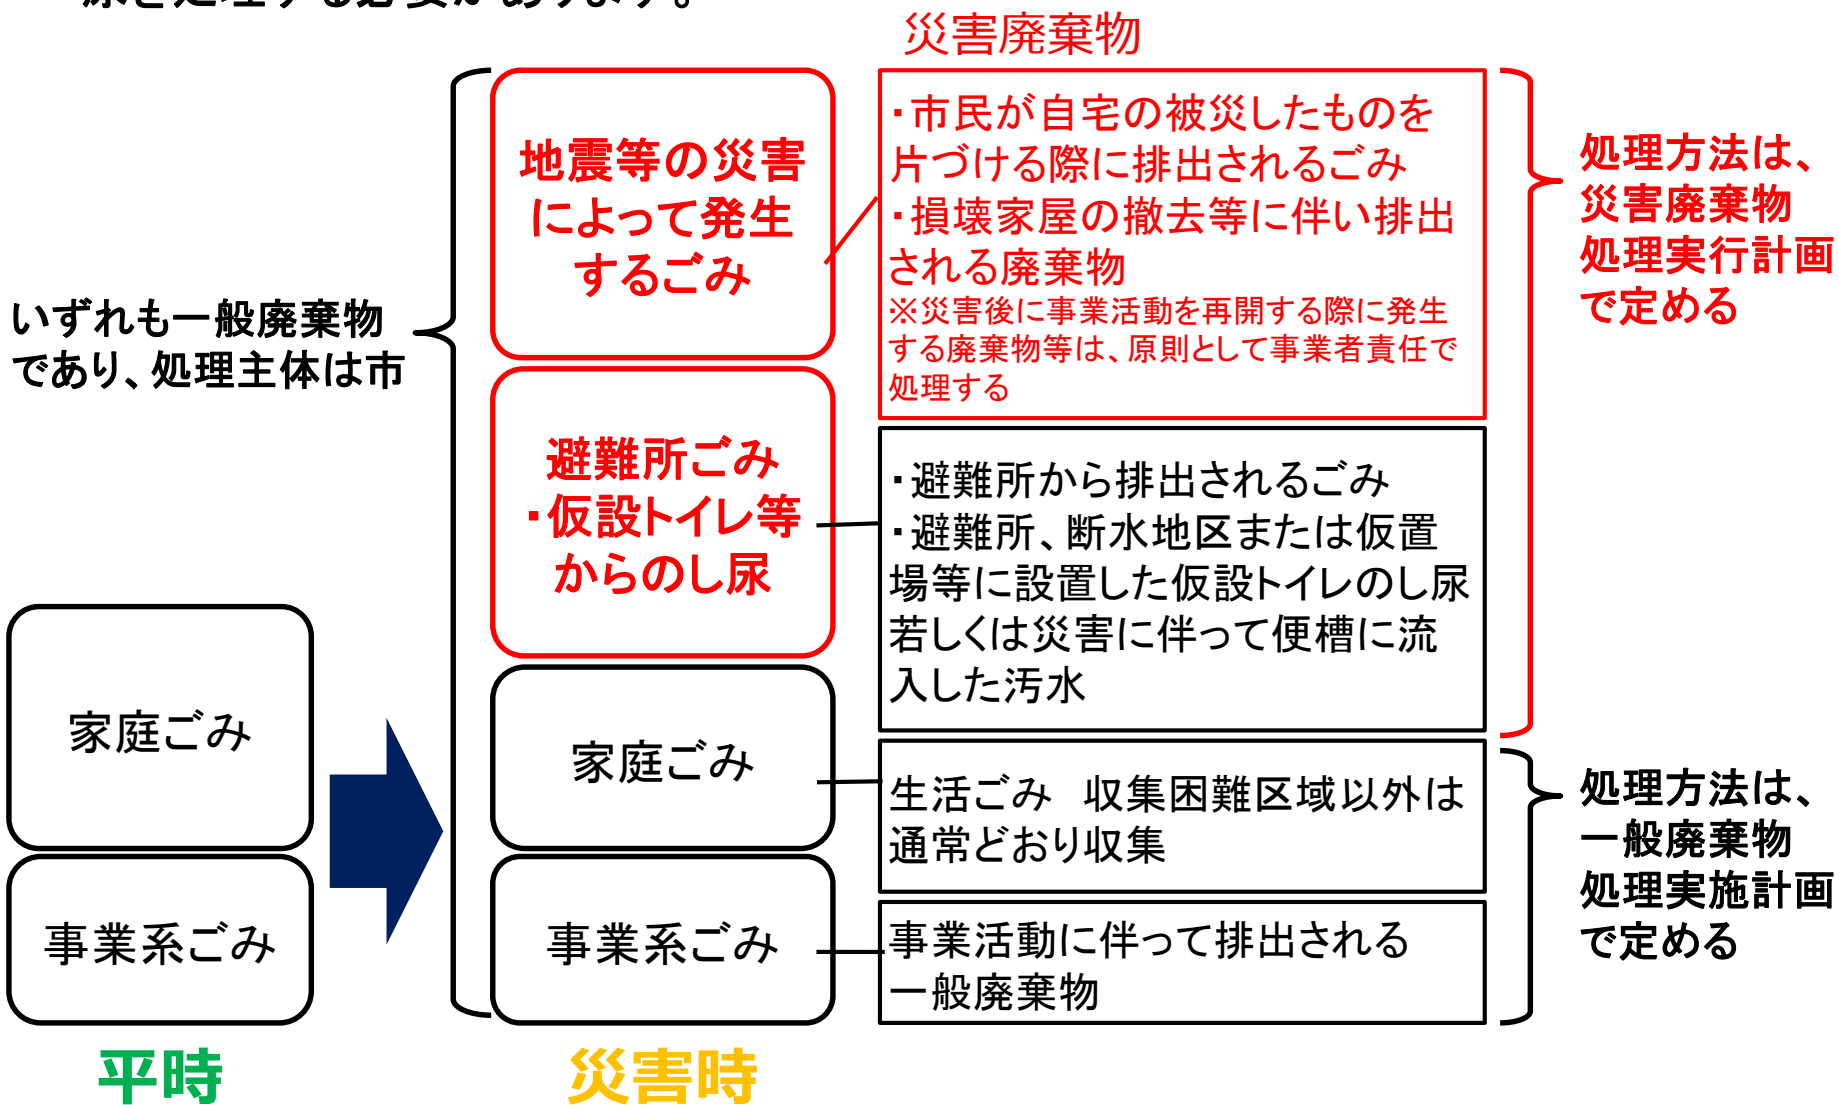 尿を処理する必要があります。
災害廃棄物
いずれも一般廃棄物
であり、処理主体は市
地震等の災害
によって発生
するごみ
・市民が自宅の被災したものを
片づける際に排出されるごみ
・損壊家屋の撤去等に伴い排出
される廃棄物
※災害後に事業活動を再開する際に発生
する廃棄物等は、原則として事業者責任で
処理する
処理方法は、
災害廃棄物
処理実行計画
で定める
避難所ごみ
・仮設トイレ等
からのし尿
・避難所から排出されるごみ
・避難所、断水地区または仮置
場等に設置した仮設トイレのし尿
若しくは災害に伴って便槽に流
入した汚水
家庭ごみ
家庭ごみ
生活ごみ　収集困難区域以外は
通常どおり収集
処理方法は、
一般廃棄物
処理実施計画
で定める
事業系ごみ
事業系ごみ
事業活動に伴って排出される
一般廃棄物
平時
災害時